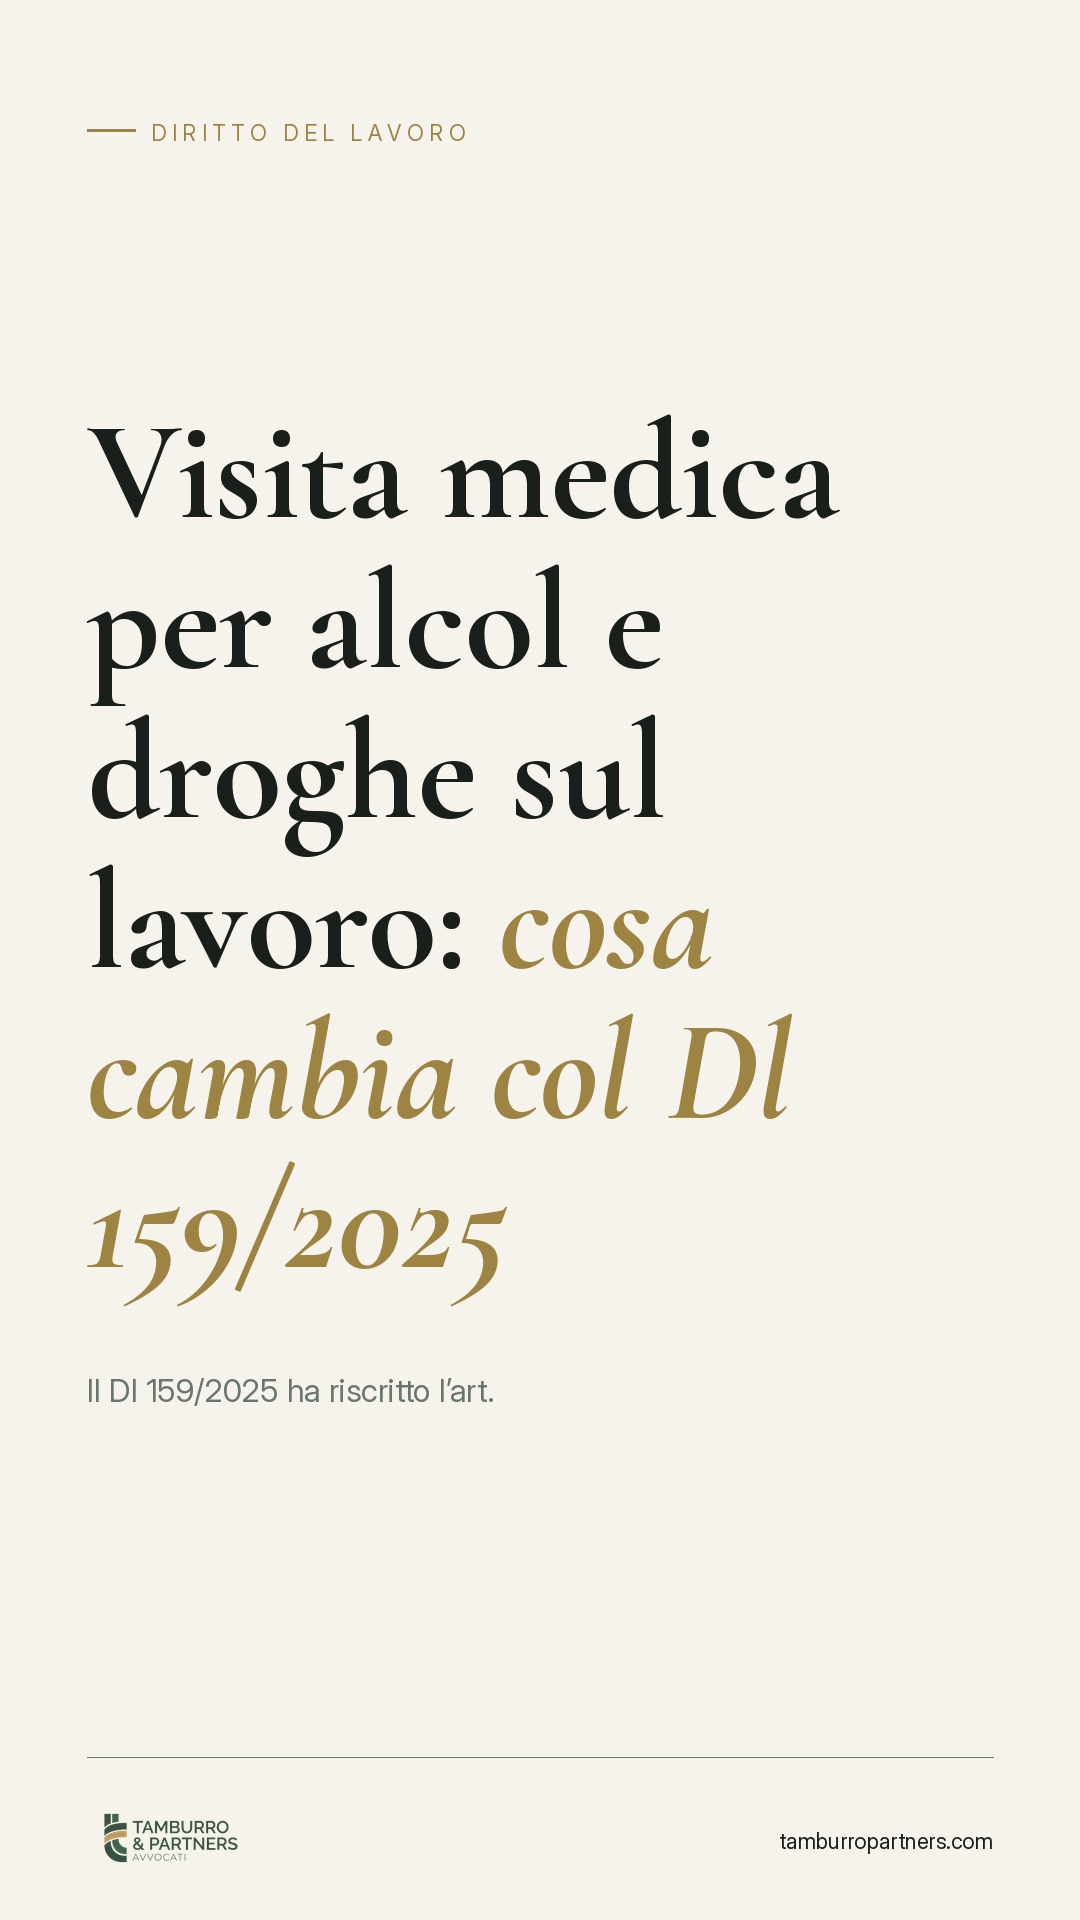 DIRITTO DEL LAVORO
Visita medica
per alcol e
droghe sul
lavoro: cosa
cambia col Dl
159/2025
Il Dl 159/2025 ha riscritto l'art.
TAMBURRO
& PARTNERS
AVVOCATI
tamburropartners.com